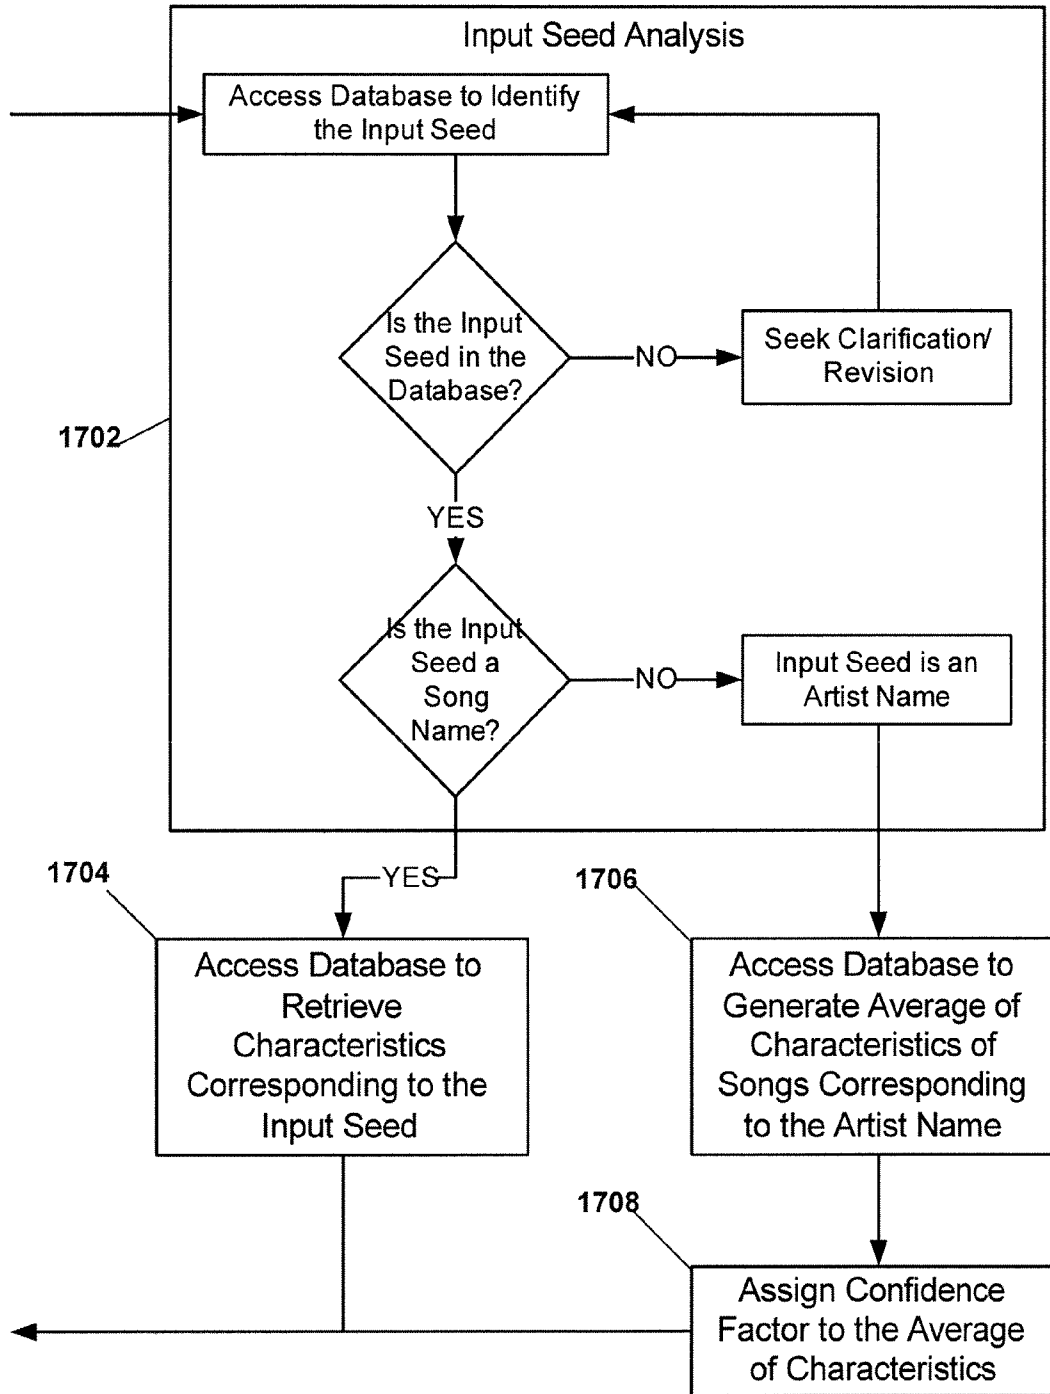 Input Seed Analysis
Access Database to Identify
the Input Seed
Is the Input
Seed in the
Database?
NO
Seek Clarification/
Revision
1702
YES
Is the Input
Seed a
Song
Name?
NO
Input Seed is an
Artist Name
YES
1704
1706
Access Database to
Retrieve
Characteristics
Corresponding to the
Input Seed
Access Database to
Generate Average of
Characteristics of
Songs Corresponding
to the Artist Name
1708
Assign Confidence
Factor to the Average
of Characteristics